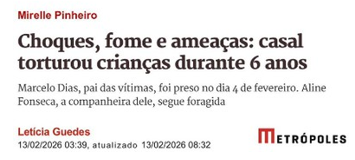 Mirelle Pinheiro
Choques, fome e ameaças: casal
torturou crianças durante 6 anos
Marcelo Dias, pai das vítimas, foi preso no dia 4 de fevereiro. Aline
Fonseca, a companheira dele, segue foragida
Letícia Guedes
13/02/2026 03:39, atualizado 13/02/2026 08:32
METRÓPOLES